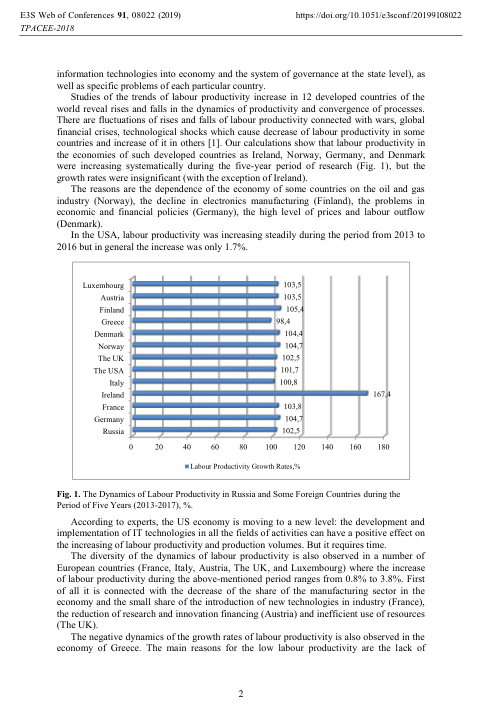 E3S Web of Conferences 91, 08022 (2019)
https://doi.org/10.1051/e3sconf/20199108022
TPACEE-2018
information technologies into economy and the system of governance at the state level), as
well as specific problems of each particular country.
Studies of the trends of labour productivity increase in 12 developed countries of the
world reveal rises and falls in the dynamics of productivity and convergence of processes.
There are fluctuations of rises and falls of labour productivity connected with wars, global
financial crises, technological shocks which cause decrease of labour productivity in some
countries and increase of it in others [1]. Our calculations show that labour productivity in
the economies of such developed countries as Ireland, Norway, Germany, and Denmark
were increasing systematically during the five-year period of research (Fig. 1), but the
growth rates were insignificant (with the exception of Ireland).
The reasons are the dependence of the economy of some countries on the oil and gas
industry (Norway), the decline in electronics manufacturing (Finland), the problems in
economic and financial policies (Germany), the high level of prices and labour outflow
(Denmark).
In the USA, labour productivity was increasing steadily during the period from 2013 to
2016 but in general the increase was only 1.7%.
Luxembourg 103,5
Austria 103,5
Finland 105,4
Greece 98,4
Denmark 104,4
Norway 104,7
The UK 102,5
The USA 101,7
Italy 100,8
Ireland 167,4
France 103,8
Germany 104,7
Russia 102,5
0 20 40 60 80 100 120 140 160 180
Labour Productivity Growth Rates,%
Fig. 1. The Dynamics of Labour Productivity in Russia and Some Foreign Countries during the
Period of Five Years (2013-2017), %.
According to experts, the US economy is moving to a new level: the development and
implementation of IT technologies in all the fields of activities can have a positive effect on
the increasing of labour productivity and production volumes. But it requires time.
The diversity of the dynamics of labour productivity is also observed in a number of
European countries (France, Italy, Austria, The UK, and Luxembourg) where the increase
of labour productivity during the above-mentioned period ranges from 0.8% to 3.8%. First
of all it is connected with the decrease of the share of the manufacturing sector in the
economy and the small share of the introduction of new technologies in industry (France),
the reduction of research and innovation financing (Austria) and inefficient use of resources
(The UK).
The negative dynamics of the growth rates of labour productivity is also observed in the
economy of Greece. The main reasons for the low labour productivity are the lack of
2